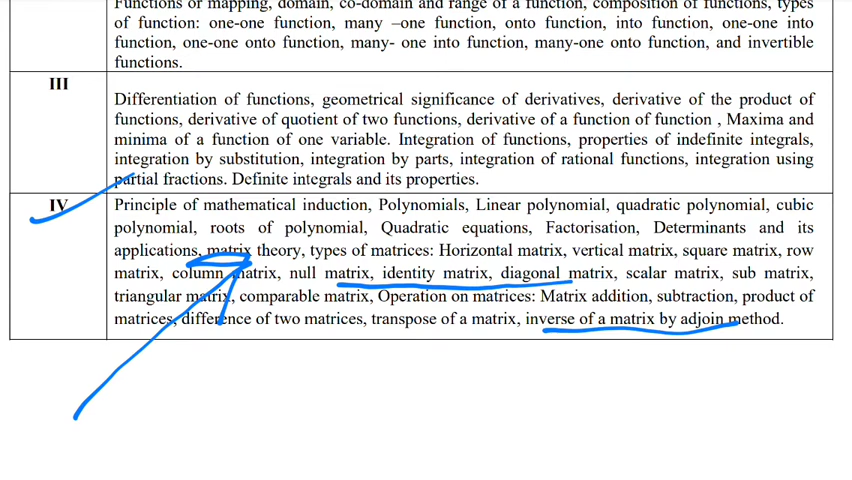 Functions or mapping, domain, co-domain and range of a function, composition of functions, types
of function: one-one function, many –one function, onto function, into function, one-one into
function, one-one onto function, many- one into function, many-one onto function, and invertible
functions.
III
Differentiation of functions, geometrical significance of derivatives, derivative of the product of
functions, derivative of quotient of two functions, derivative of a function of function , Maxima and
minima of a function of one variable. Integration of functions, properties of indefinite integrals,
integration by substitution, integration by parts, integration of rational functions, integration using
partial fractions. Definite integrals and its properties.
IV
Principle of mathematical induction, Polynomials, Linear polynomial, quadratic polynomial, cubic
polynomial, roots of polynomial, Quadratic equations, Factorisation, Determinants and its
applications, matrix theory, types of matrices: Horizontal matrix, vertical matrix, square matrix, row
matrix, column matrix, null matrix, identity matrix, diagonal matrix, scalar matrix, sub matrix,
triangular matrix, comparable matrix, Operation on matrices: Matrix addition, subtraction, product of
matrices, difference of two matrices, transpose of a matrix, inverse of a matrix by adjoin method.